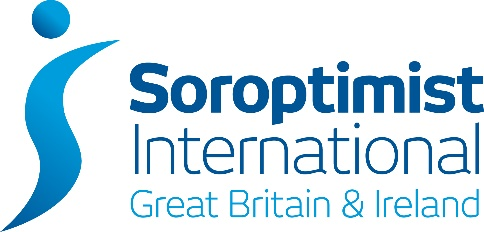 Soroptimist
International
Great Britain & Ireland